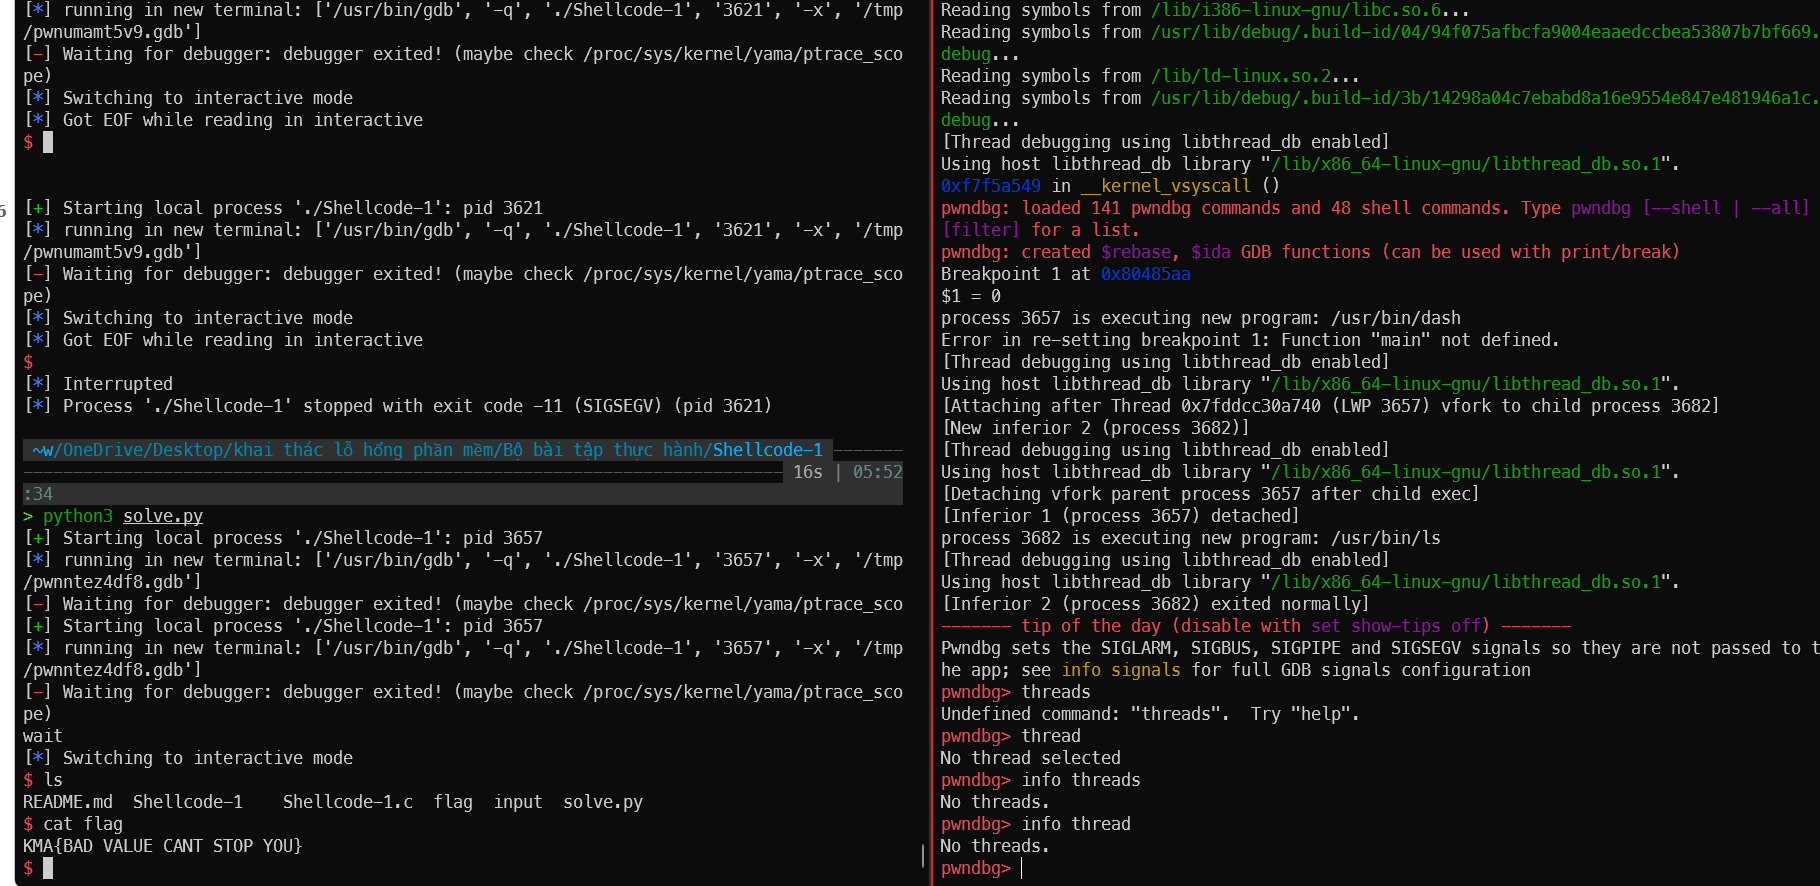 [*] running in new terminal: ['/usr/bin/gdb', '-q', './Shellcode-1', '3621', '-x', '/tmp
/pwnumamt5v9.gdb']
[-] Waiting for debugger: debugger exited! (maybe check /proc/sys/kernel/yama/ptrace_sco
pe)
[*] Switching to interactive mode
[*] Got EOF while reading in interactive
$
[+] Starting local process './Shellcode-1': pid 3621
[*] running in new terminal: ['/usr/bin/gdb', '-q', './Shellcode-1', '3621', '-x', '/tmp
/pwnumamt5v9.gdb']
[-] Waiting for debugger: debugger exited! (maybe check /proc/sys/kernel/yama/ptrace_sco
pe)
[*] Switching to interactive mode
[*] Got EOF while reading in interactive
$
[*] Interrupted
[*] Process './Shellcode-1' stopped with exit code -11 (SIGSEGV) (pid 3621)
~w/OneDrive/Desktop/khai thác lỗ hổng phần mềm/Bộ bài tập thực hành/Shellcode-1
16s | 05:52
:34
> python3 solve.py
[+] Starting local process './Shellcode-1': pid 3657
[*] running in new terminal: ['/usr/bin/gdb', '-q', './Shellcode-1', '3657', '-x', '/tmp
/pwnntez4df8.gdb']
[-] Waiting for debugger: debugger exited! (maybe check /proc/sys/kernel/yama/ptrace_sco
[+] Starting local process './Shellcode-1': pid 3657
[*] running in new terminal: ['/usr/bin/gdb', '-q', './Shellcode-1', '3657', '-x', '/tmp
/pwnntez4df8.gdb']
[-] Waiting for debugger: debugger exited! (maybe check /proc/sys/kernel/yama/ptrace_sco
pe)
wait
[*] Switching to interactive mode
$ ls
README.md  Shellcode-1    Shellcode-1.c  flag  input  solve.py
$ cat flag
KMA{BAD VALUE CANT STOP YOU}
$
Reading symbols from /lib/i386-linux-gnu/libc.so.6...
Reading symbols from /usr/lib/debug/.build-id/04/94f075afbcfa9004eaaedccbea53807b7bf669.
debug...
Reading symbols from /lib/ld-linux.so.2...
Reading symbols from /usr/lib/debug/.build-id/3b/14298a04c7ebabd8a16e9554e847e481946a1c.
debug...
[Thread debugging using libthread_db enabled]
Using host libthread_db library "/lib/x86_64-linux-gnu/libthread_db.so.1".
0xf7f5a549 in __kernel_vsyscall ()
pwndbg: loaded 141 pwndbg commands and 48 shell commands. Type pwndbg [--shell | --all]
[filter] for a list.
pwndbg: created $rebase, $ida GDB functions (can be used with print/break)
Breakpoint 1 at 0x80485aa
$1 = 0
process 3657 is executing new program: /usr/bin/dash
Error in re-setting breakpoint 1: Function "main" not defined.
[Thread debugging using libthread_db enabled]
Using host libthread_db library "/lib/x86_64-linux-gnu/libthread_db.so.1".
[Attaching after Thread 0x7fddcc30a740 (LWP 3657) vfork to child process 3682]
[New inferior 2 (process 3682)]
[Thread debugging using libthread_db enabled]
Using host libthread_db library "/lib/x86_64-linux-gnu/libthread_db.so.1".
[Detaching vfork parent process 3657 after child exec]
[Inferior 1 (process 3657) detached]
process 3682 is executing new program: /usr/bin/ls
[Thread debugging using libthread_db enabled]
Using host libthread_db library "/lib/x86_64-linux-gnu/libthread_db.so.1".
[Inferior 2 (process 3682) exited normally]
------- tip of the day (disable with set show-tips off) -------
Pwndbg sets the SIGLARM, SIGBUS, SIGPIPE and SIGSEGV signals so they are not passed to t
he app; see info signals for full GDB signals configuration
pwndbg> threads
Undefined command: "threads".  Try "help".
pwndbg> thread
No thread selected
pwndbg> info threads
No threads.
pwndbg> info thread
No threads.
pwndbg>